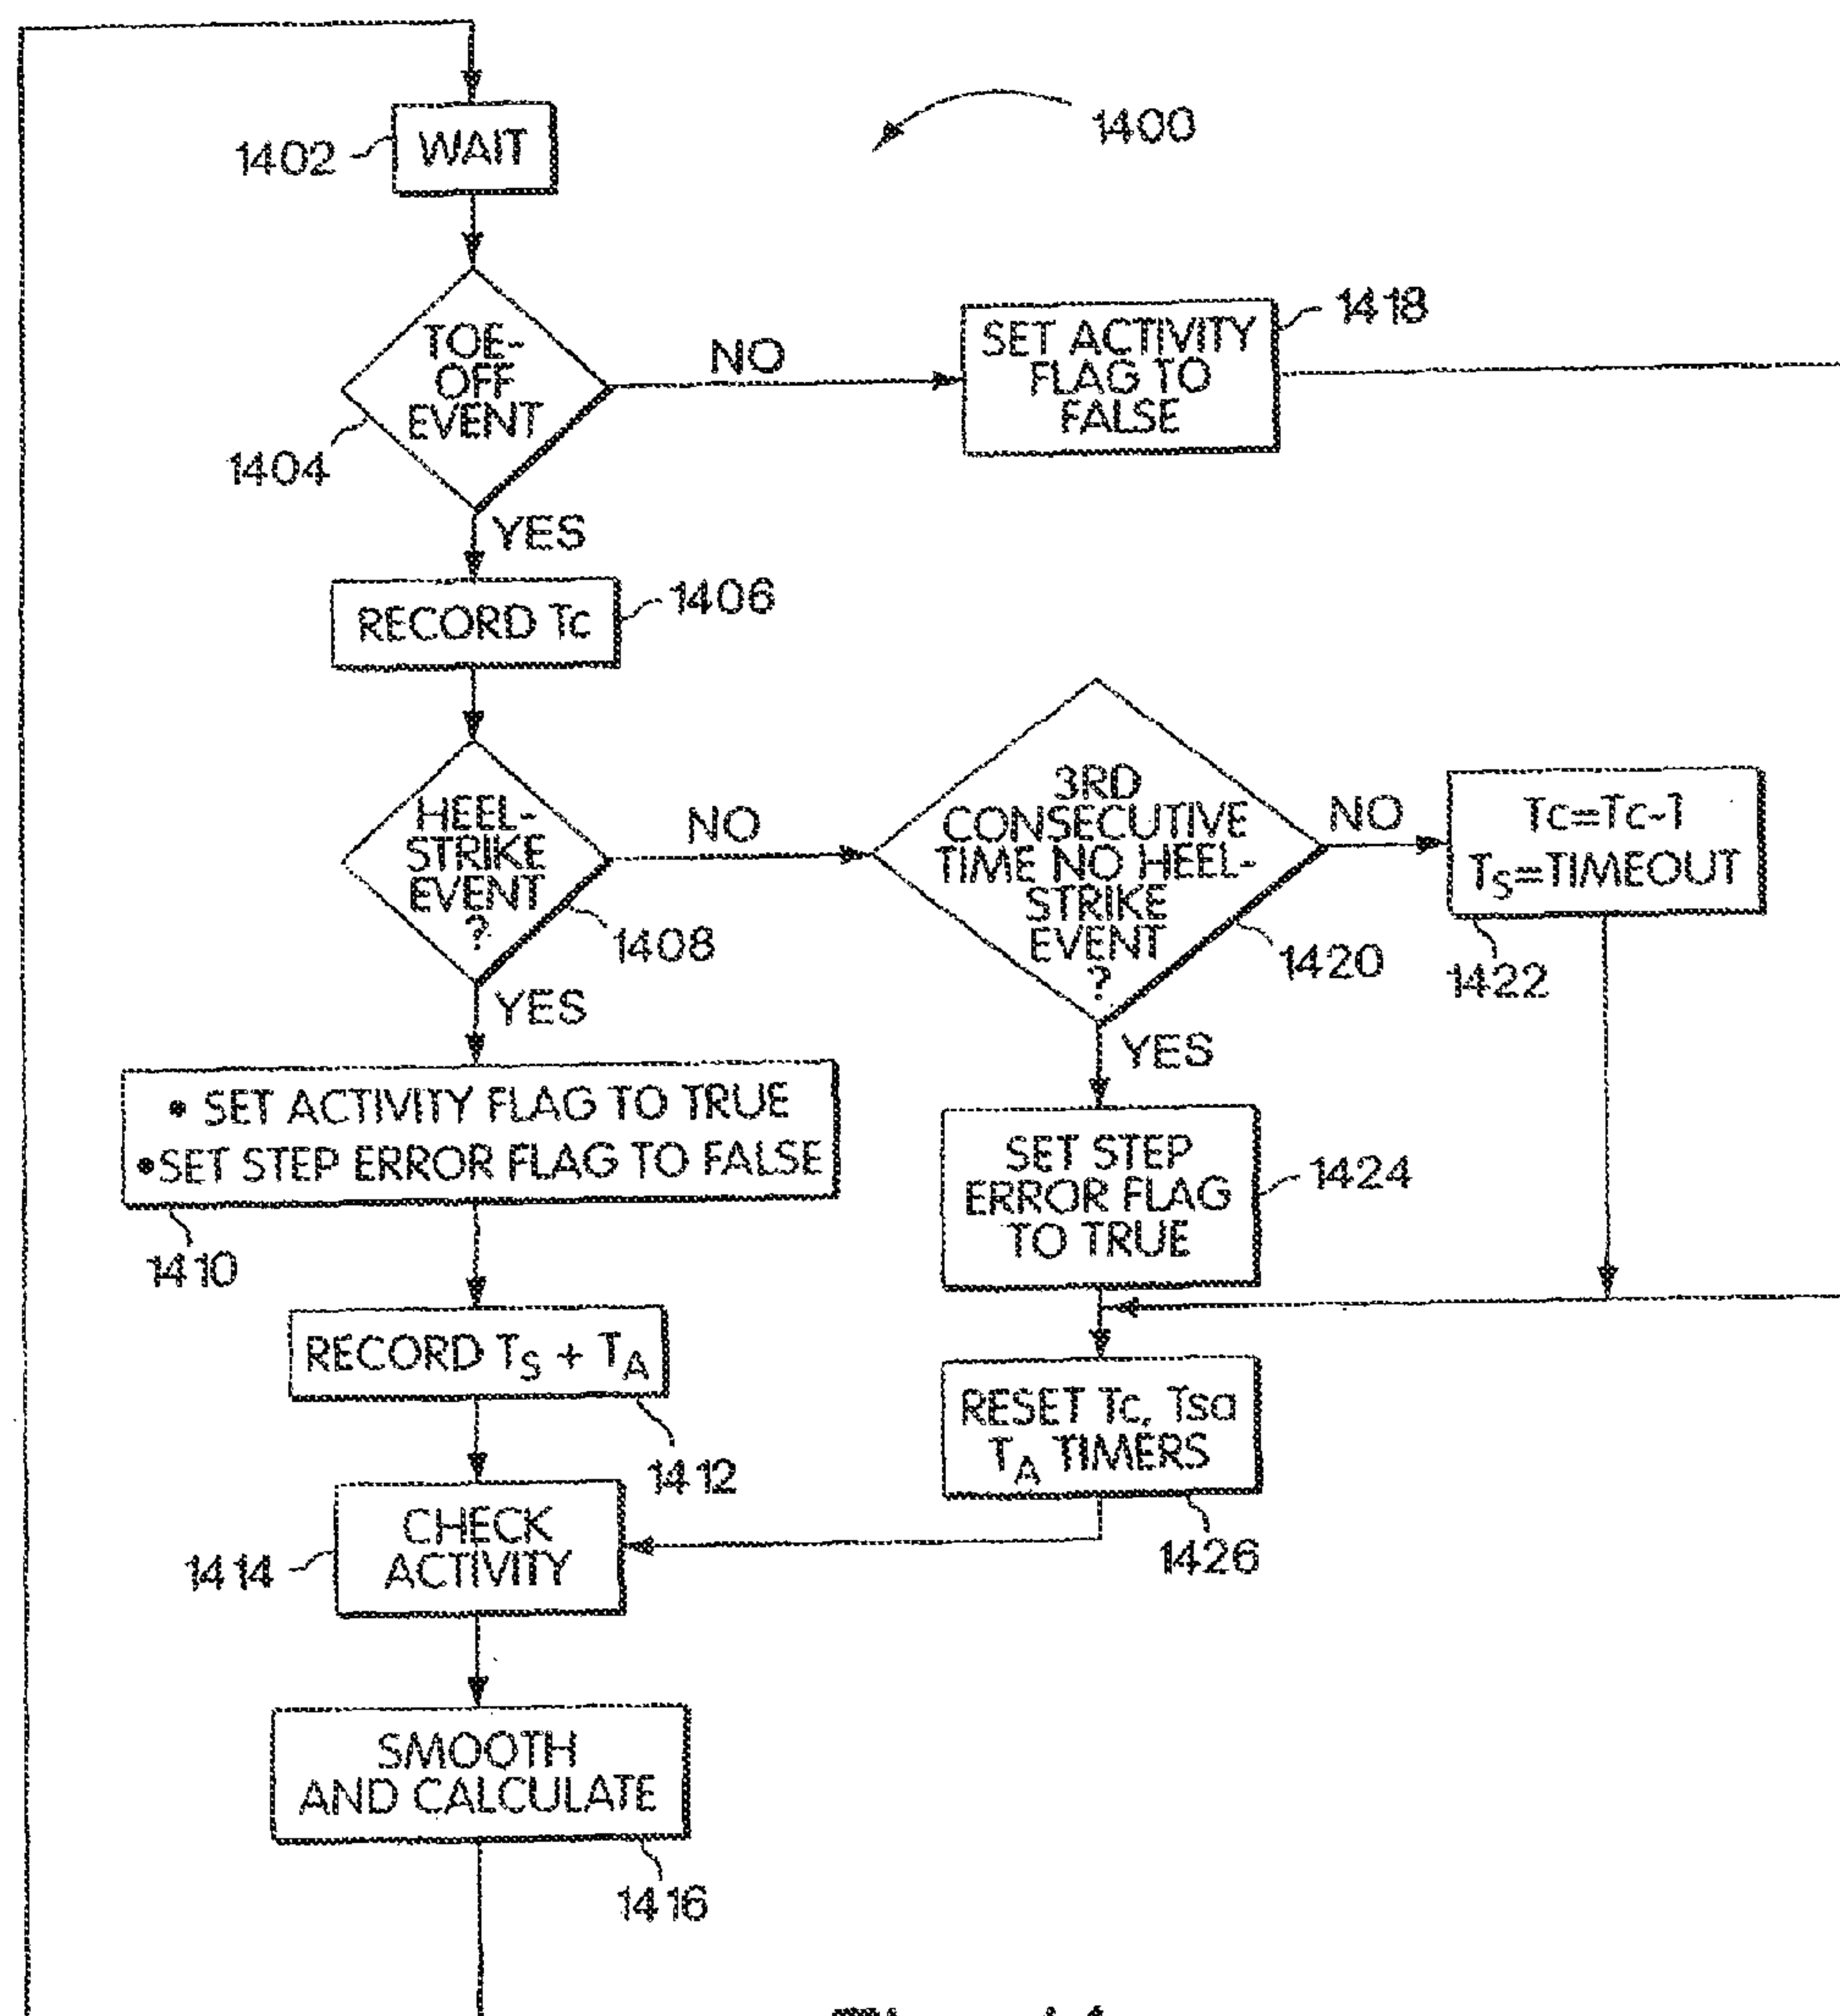 1400
1402
WAIT
TOE-
OFF
EVENT
1404
NO
SET ACTIVITY
FLAG TO
FALSE
1418
YES
RECORD Tc
1406
HEEL-
STRIKE
EVENT
?
1408
NO
3RD
CONSECUTIVE
TIME NO HEEL-
STRIKE
EVENT
?
1420
NO
Tc=Tc-1
TS=TIMEOUT
1422
YES
• SET ACTIVITY FLAG TO TRUE
•SET STEP ERROR FLAG TO FALSE
1410
YES
SET STEP
ERROR FLAG
TO TRUE
1424
RECORD TS + TA
1412
RESET Tc, Tsa
TA TIMERS
1426
CHECK
ACTIVITY
1414
SMOOTH
AND CALCULATE
1416